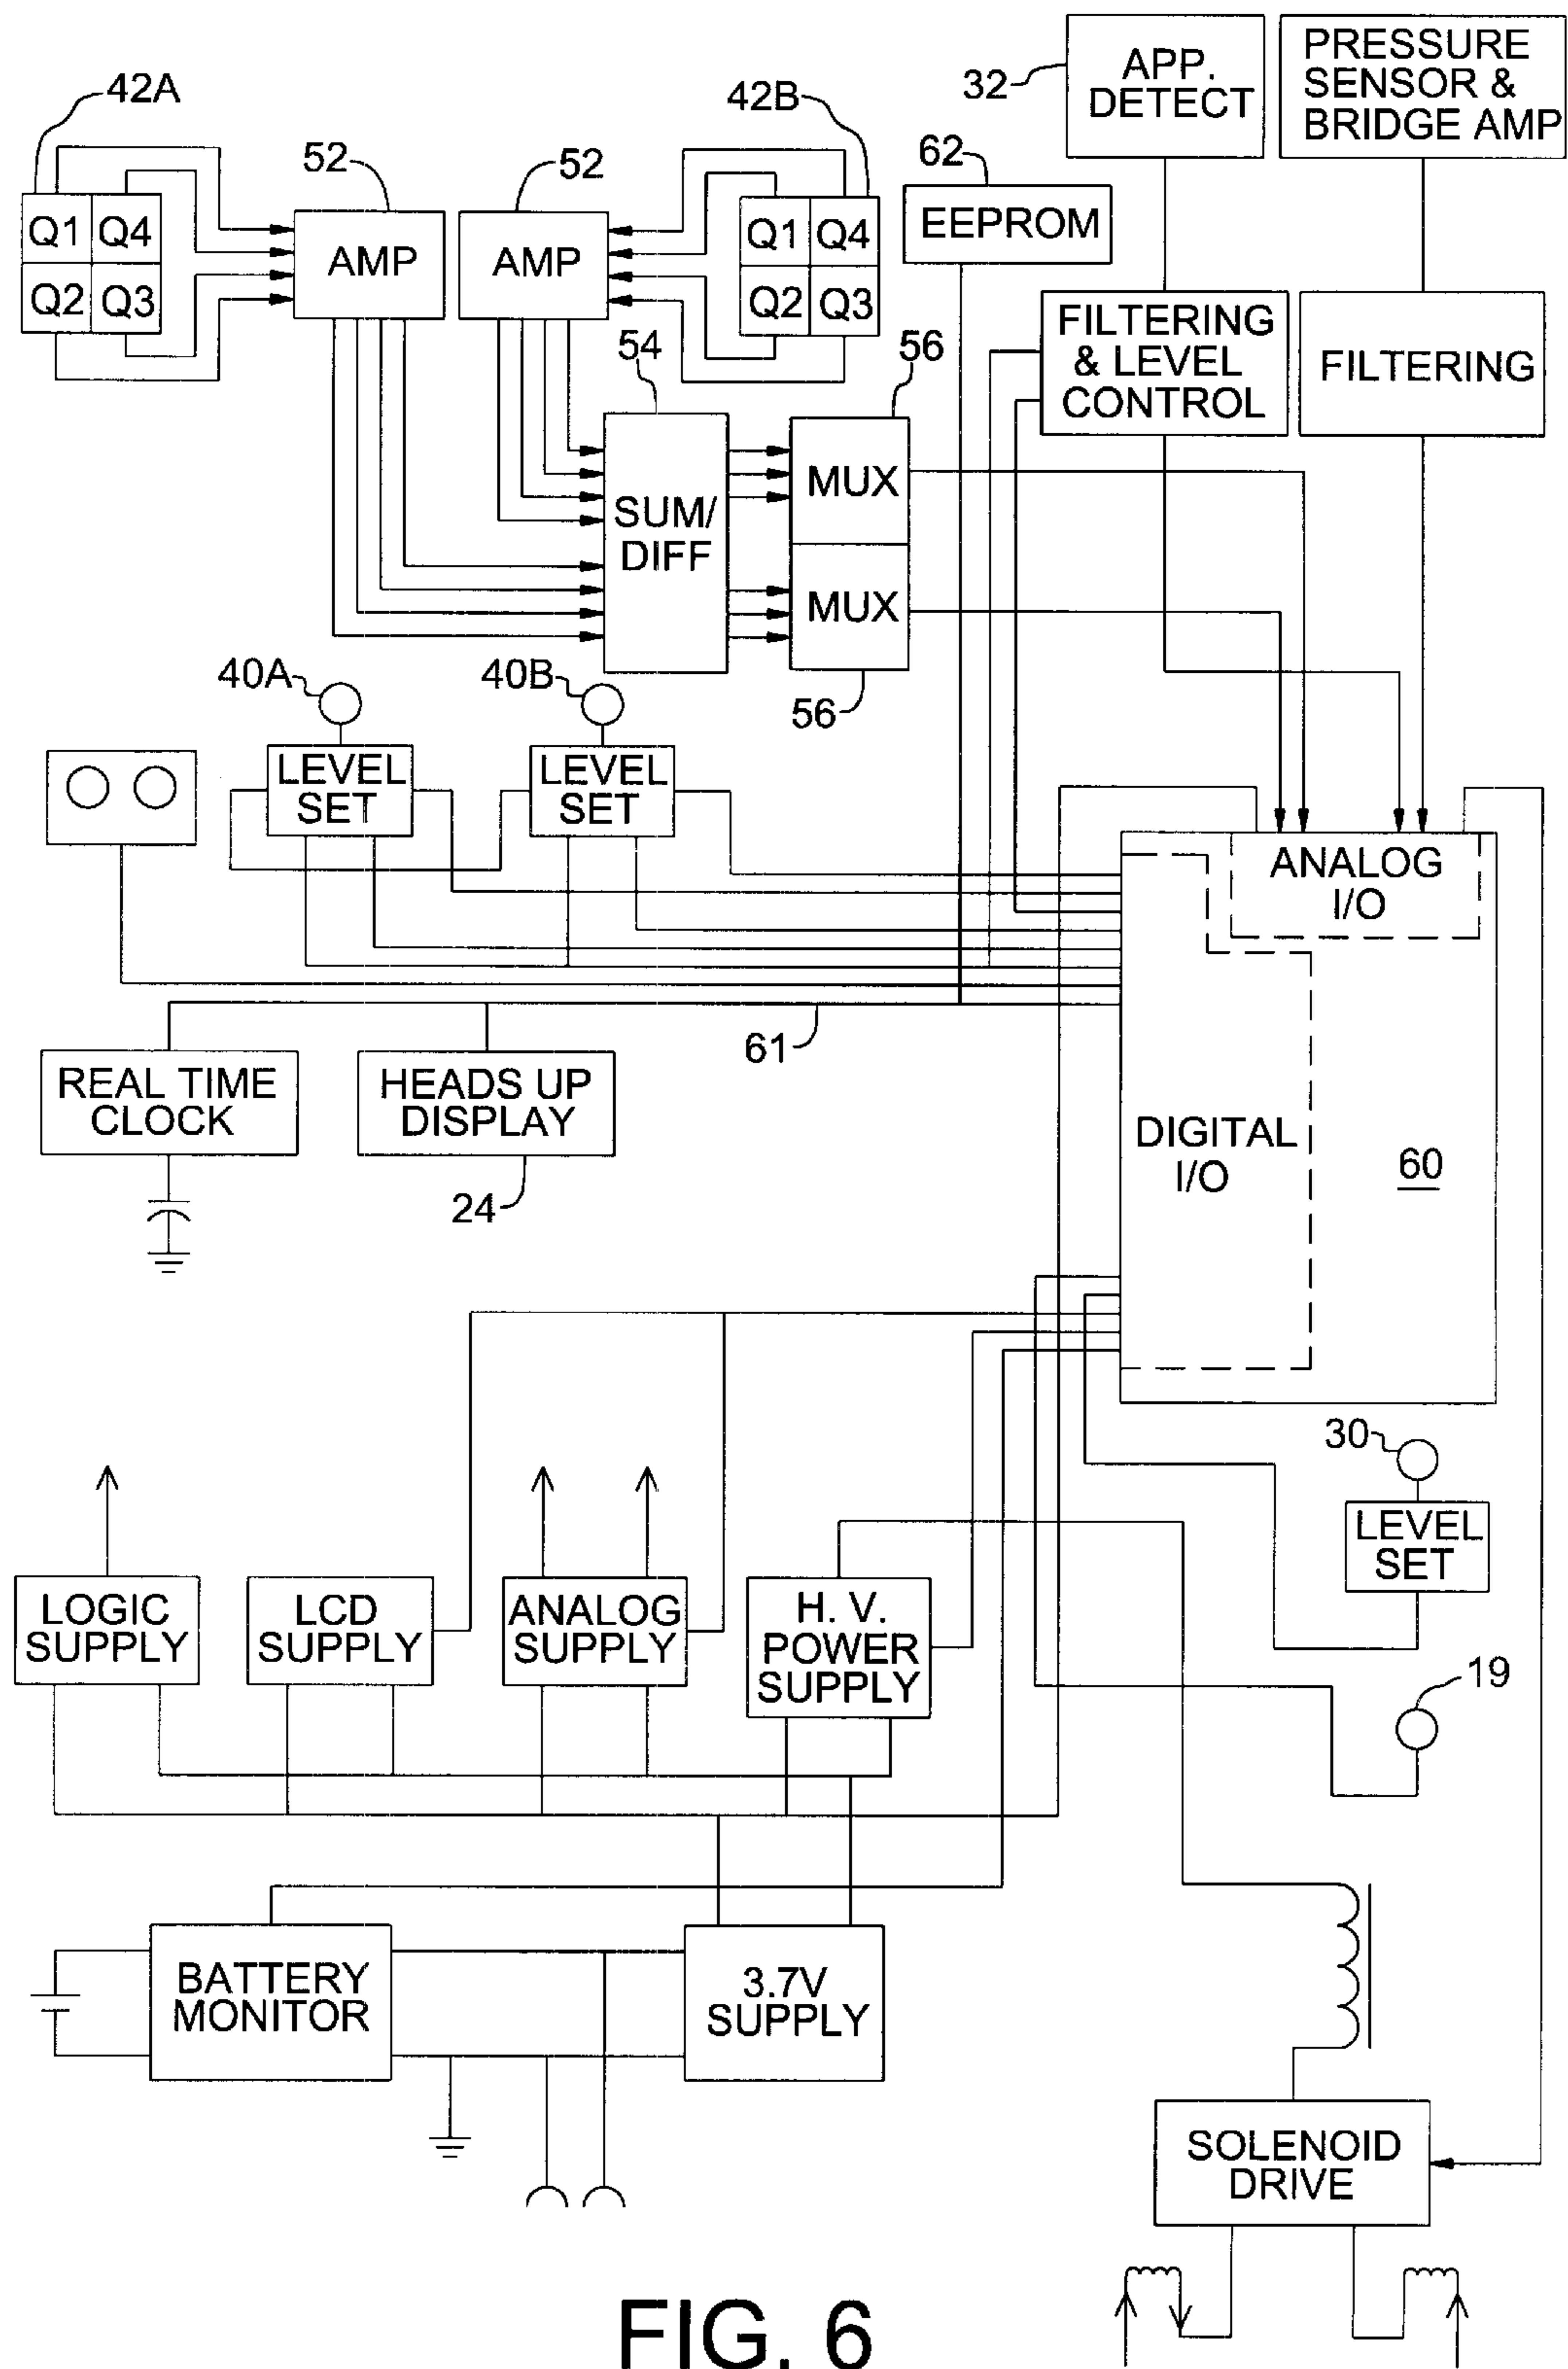 32
APP.
DETECT
PRESSURE
SENSOR &
BRIDGE AMP
42A
52
52
42B
62
Q1 Q4
Q2 Q3
AMP
AMP
Q1 Q4
Q2 Q3
EEPROM
54
56
FILTERING
& LEVEL
CONTROL
FILTERING
SUM/
DIFF
MUX
MUX
56
40A
40B
LEVEL
SET
LEVEL
SET
ANALOG
I/O
61
REAL TIME
CLOCK
HEADS UP
DISPLAY
24
DIGITAL
I/O
60
30
LEVEL
SET
LOGIC
SUPPLY
LCD
SUPPLY
ANALOG
SUPPLY
H. V.
POWER
SUPPLY
19
BATTERY
MONITOR
3.7V
SUPPLY
SOLENOID
DRIVE
FIG. 6